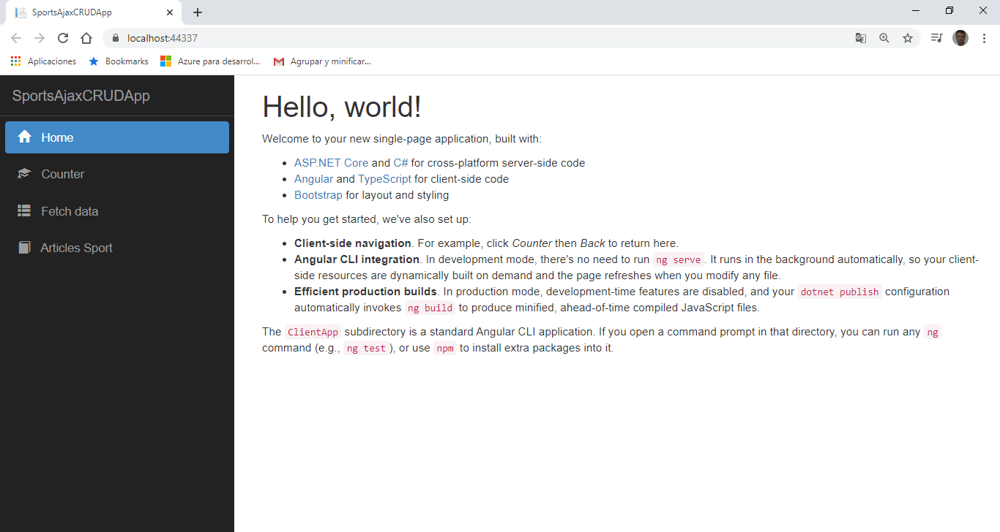 SportsAjaxCRUDApp
localhost:44337
Aplicaciones Bookmarks Azure para desarrol... Agrupar y minificar...
SportsAjaxCRUDApp
Home
Counter
Fetch data
Articles Sport
Hello, world!
Welcome to your new single-page application, built with:
ASP.NET Core and C# for cross-platform server-side code
Angular and TypeScript for client-side code
Bootstrap for layout and styling
To help you get started, we've also set up:
Client-side navigation. For example, click Counter then Back to return here.
Angular CLI integration. In development mode, there's no need to run ng serve. It runs in the background automatically, so your client-
side resources are dynamically built on demand and the page refreshes when you modify any file.
Efficient production builds. In production mode, development-time features are disabled, and your dotnet publish configuration
automatically invokes ng build to produce minified, ahead-of-time compiled JavaScript files.
The ClientApp subdirectory is a standard Angular CLI application. If you open a command prompt in that directory, you can run any ng
command (e.g., ng test), or use npm to install extra packages into it.